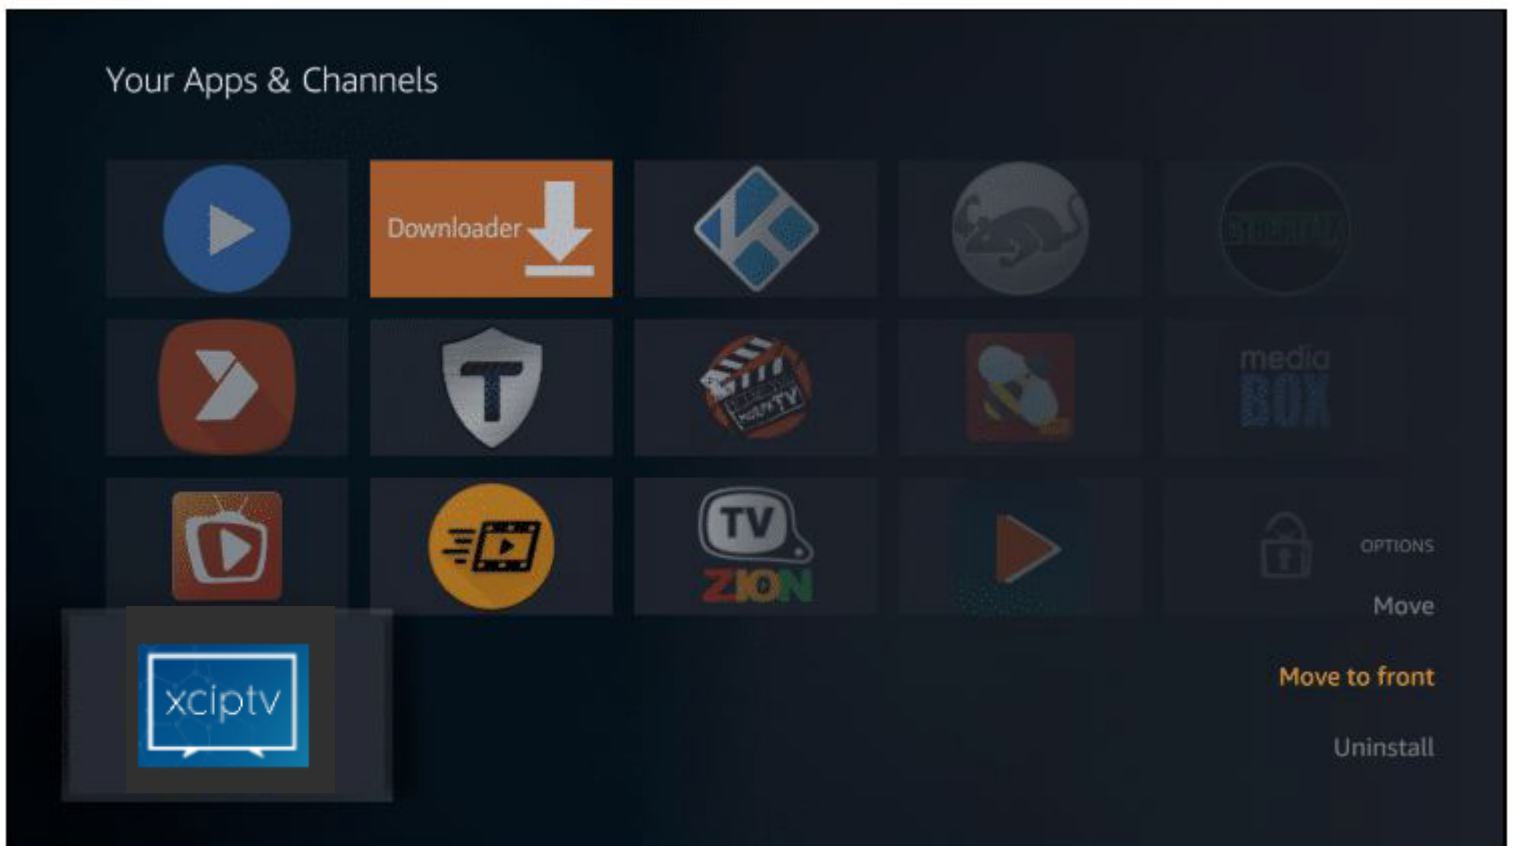 Your Apps & Channels
Downloader
T
media
BOX
TV
ZION
OPTIONS
Move
Move to front
Uninstall
xciptv